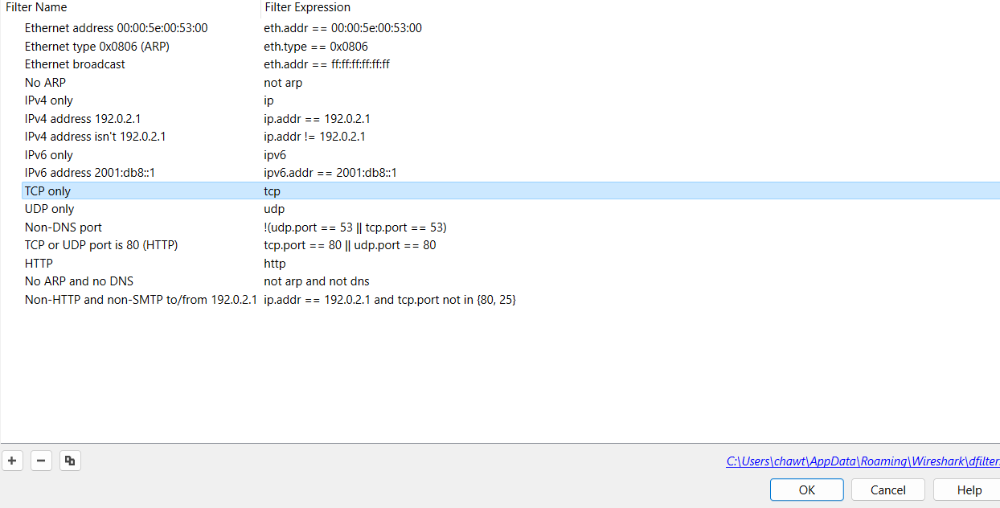 Filter Name Filter Expression
Ethernet address 00:00:5e:00:53:00 eth.addr == 00:00:5e:00:53:00
Ethernet type 0x0806 (ARP) eth.type == 0x0806
Ethernet broadcast eth.addr == ff:ff:ff:ff:ff:ff
No ARP not arp
IPv4 only ip
IPv4 address 192.0.2.1 ip.addr == 192.0.2.1
IPv4 address isn't 192.0.2.1 ip.addr != 192.0.2.1
IPv6 only ipv6
IPv6 address 2001:db8::1 ipv6.addr == 2001:db8::1
TCP only tcp
UDP only udp
Non-DNS port !(udp.port == 53 || tcp.port == 53)
TCP or UDP port is 80 (HTTP) tcp.port == 80 || udp.port == 80
HTTP http
No ARP and no DNS not arp and not dns
Non-HTTP and non-SMTP to/from 192.0.2.1 ip.addr == 192.0.2.1 and tcp.port not in {80, 25}
C:\Users\chawt\AppData\Roaming\Wireshark\dfilter
OK Cancel Help